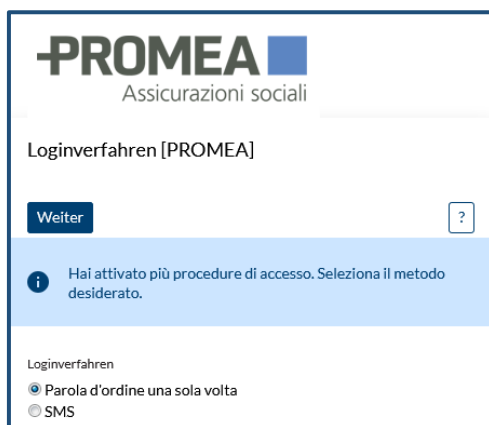 PROMEA
Assicurazioni sociali
Loginverfahren [PROMEA]
Weiter
?
Hai attivato più procedure di accesso. Seleziona il metodo
desiderato.
Loginverfahren
Parola d'ordine una sola volta
SMS